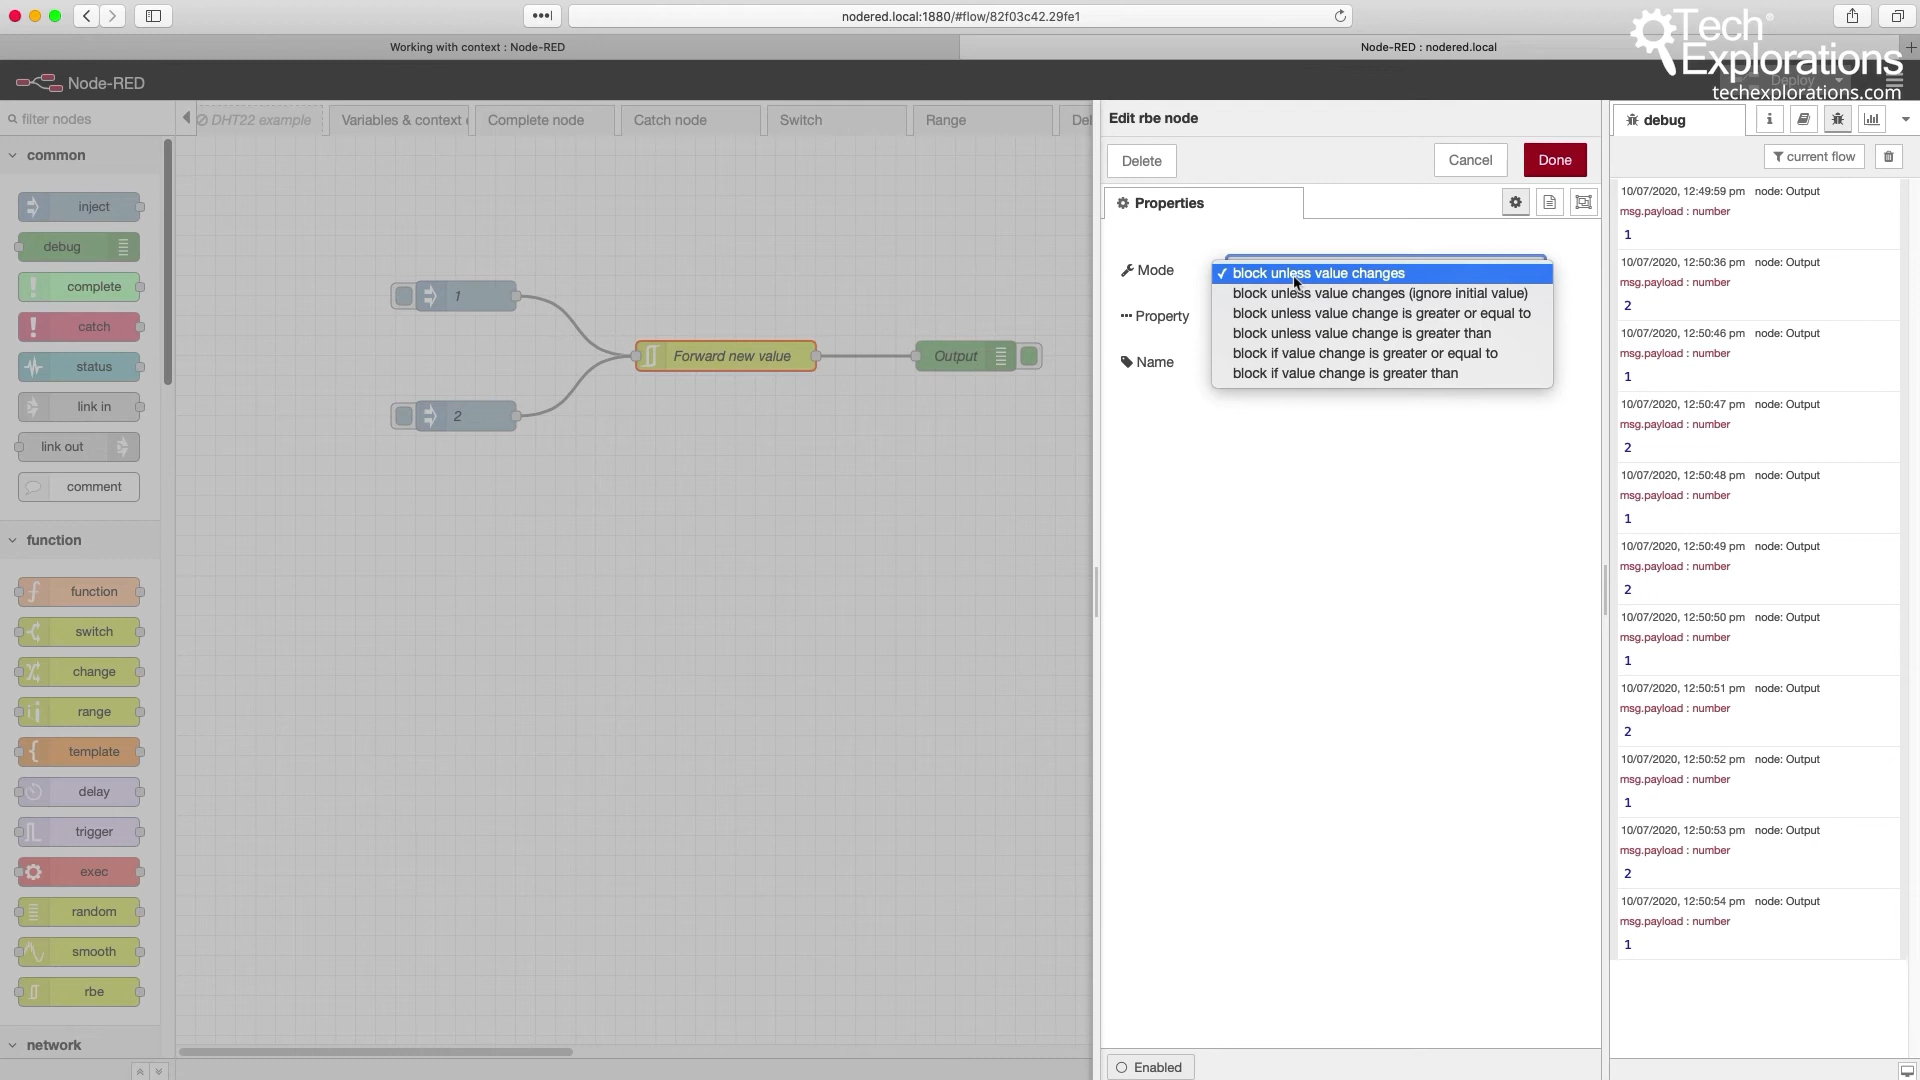 nodered.local:1880/#flow/82f03c42.29fe1
Working with context : Node-RED
Node-RED : nodered.local
Tech Explorations
techexplorations.com
Node-RED
Deploy
filter nodes
DHT22 example
Variables & context
Complete node
Catch node
Switch
Range
Del
common
inject
debug
complete
catch
status
link in
link out
comment
function
function
switch
change
range
template
delay
trigger
exec
random
smooth
rbe
network
1
2
Forward new value
Output
Edit rbe node
Delete
Cancel
Done
Properties
Mode
Property
Name
✓ block unless value changes
block unless value changes (ignore initial value)
block unless value change is greater or equal to
block unless value change is greater than
block if value change is greater or equal to
block if value change is greater than
Enabled
debug
current flow
10/07/2020, 12:49:59 pm node: Output
msg.payload : number
1
10/07/2020, 12:50:36 pm node: Output
msg.payload : number
2
10/07/2020, 12:50:46 pm node: Output
msg.payload : number
1
10/07/2020, 12:50:47 pm node: Output
msg.payload : number
2
10/07/2020, 12:50:48 pm node: Output
msg.payload : number
1
10/07/2020, 12:50:49 pm node: Output
msg.payload : number
2
10/07/2020, 12:50:50 pm node: Output
msg.payload : number
1
10/07/2020, 12:50:51 pm node: Output
msg.payload : number
2
10/07/2020, 12:50:52 pm node: Output
msg.payload : number
1
10/07/2020, 12:50:53 pm node: Output
msg.payload : number
2
10/07/2020, 12:50:54 pm node: Output
msg.payload : number
1